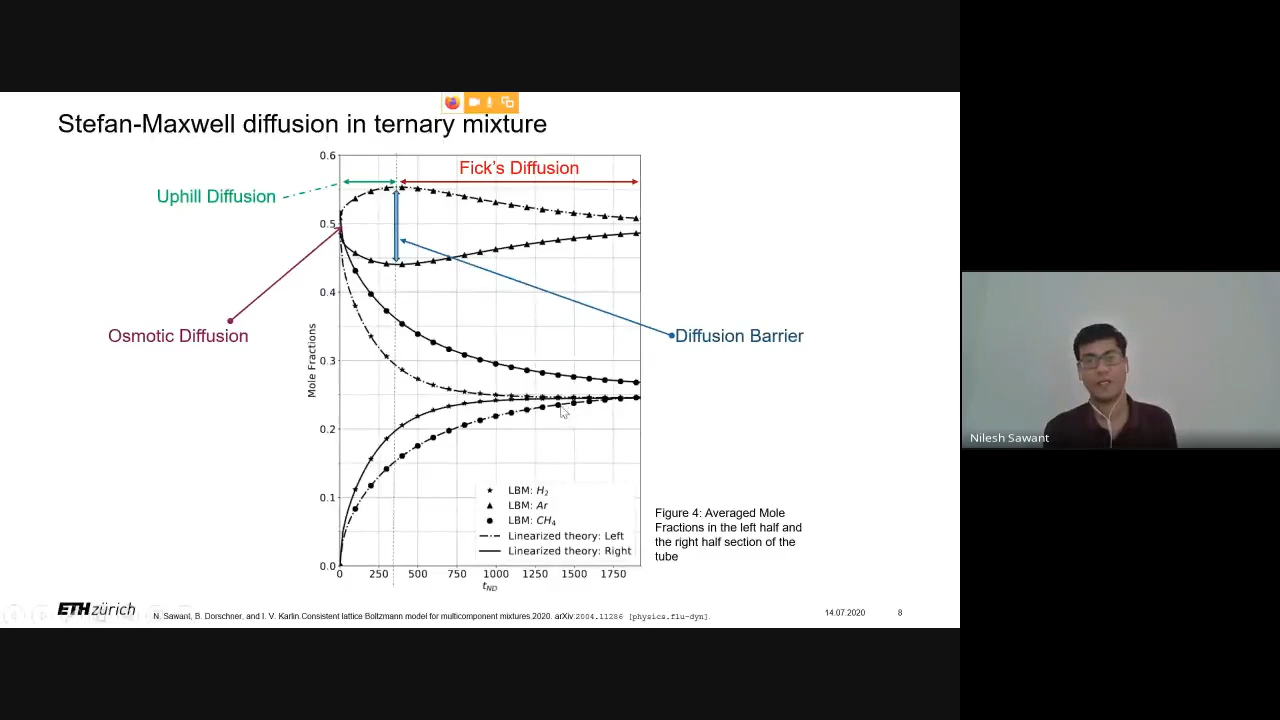 Stefan-Maxwell diffusion in ternary mixture
Uphill Diffusion
Fick's Diffusion
Osmotic Diffusion
Diffusion Barrier
0.6
0.5
0.4
0.3
0.2
0.1
0.0
Mole Fractions
0
250
500
750
1000
1250
1500
1750
t_ND
LBM: H₂
LBM: Ar
LBM: CH₄
Linearized theory: Left
Linearized theory: Right
Figure 4: Averaged Mole
Fractions in the left half and
the right half section of the
tube
ETH zürich
N. Sawant, B. Dorschner, and I. V. Karlin.Consistent lattice Boltzmann model for multicomponent mixtures,2020. arXiv:2004.11286 [physics.flu-dyn].
14.07.2020
8
Nilesh Sawant